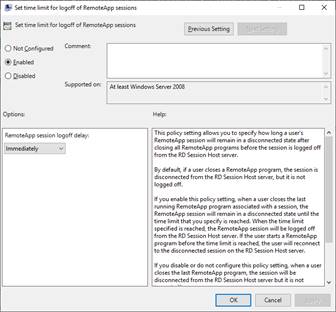 Set time limit for logoff of RemoteApp sessions
Set time limit for logoff of RemoteApp sessions
Previous Setting
Next Setting
Not Configured
Comment:
Enabled
Disabled
Supported on:
At least Windows Server 2008
Options:
Help:
RemoteApp session logoff delay:
Immediately
This policy setting allows you to specify how long a user's
RemoteApp session will remain in a disconnected state after
closing all RemoteApp programs before the session is logged off
from the RD Session Host server.
By default, if a user closes a RemoteApp program, the session is
disconnected from the RD Session Host server, but it is not
logged off.
If you enable this policy setting, when a user closes the last
running RemoteApp program associated with a session, the
RemoteApp session will remain in a disconnected state until the
time limit that you specify is reached. When the time limit
specified is reached, the RemoteApp session will be logged off
from the RD Session Host server. If the user starts a RemoteApp
program before the time limit is reached, the user will reconnect
to the disconnected session on the RD Session Host server.
If you disable or do not configure this policy setting, when a user
closes the last RemoteApp program, the session will be
disconnected from the RD Session Host server but it is not
OK
Cancel
Apply